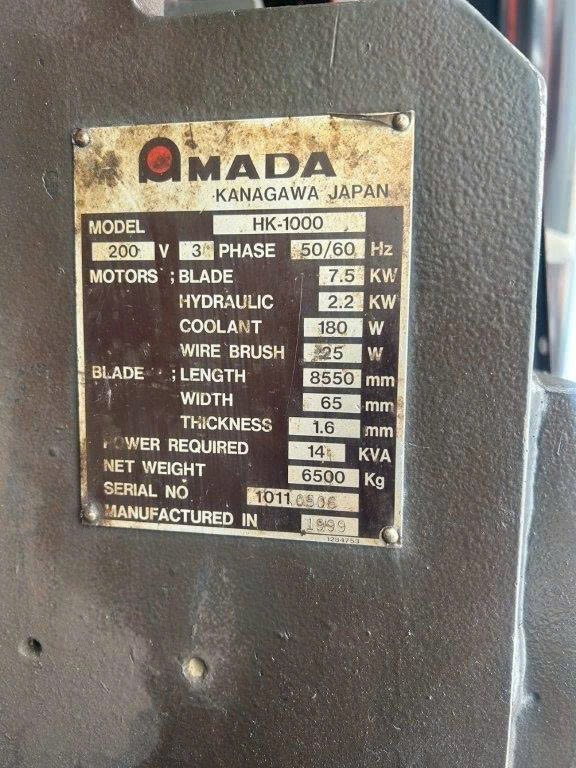 AMADA
KANAGAWA JAPAN
MODEL HK-1000
200 V 3 PHASE 50/60 Hz
MOTORS ; BLADE 7.5 KW
HYDRAULIC 2.2 KW
COOLANT 180 W
WIRE BRUSH 25 W
BLADE ; LENGTH 8550 mm
WIDTH 65 mm
THICKNESS 1.6 mm
POWER REQUIRED 14 KVA
NET WEIGHT 6500 Kg
SERIAL NO 10110506
MANUFACTURED IN 1999
1284753